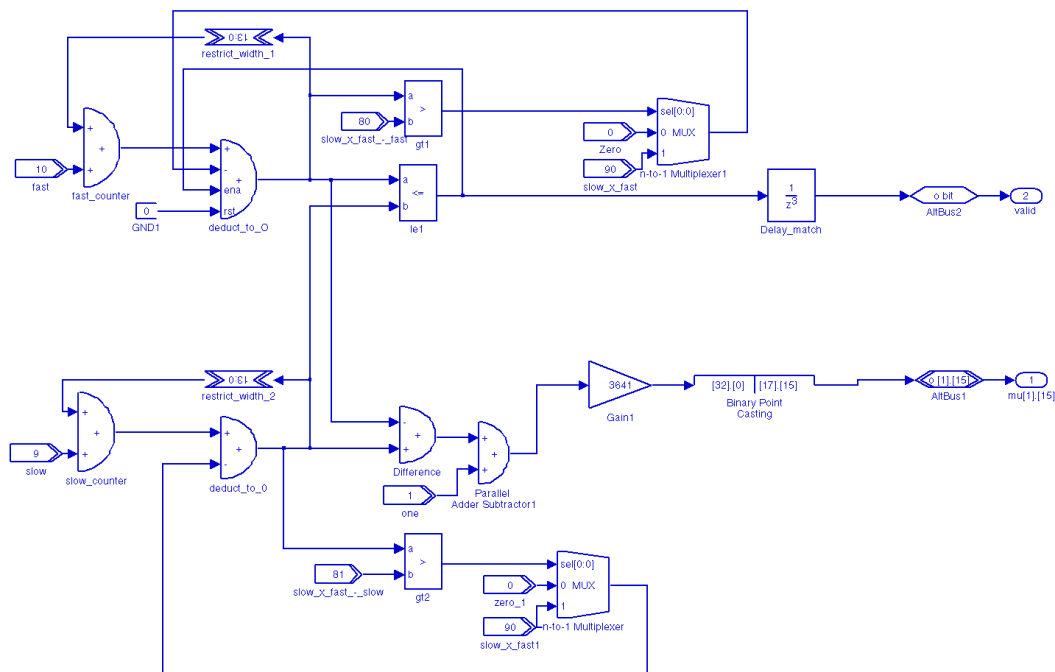 13:0
restrict_width_1
+
+
+
fast_counter
10
fast
+
-
ena
rst
+
deduct_to_O
0
GND1
80
slow_x_fast_-_fast
a
b
>
gt1
0
Zero
90
slow_x_fast
sel[0:0]
0 MUX
1
n-to-1 Multiplexer1
a
b
<=
le1
1
z3
Delay_match
o bit
AltBus2
2
valid
13:0
restrict_width_2
+
+
+
slow_counter
9
slow
+
-
+
deduct_to_0
-
+
+
Difference
1
one
+
+
+
Parallel
Adder Subtractor1
3641
Gain1
[32].[0]
[17].[15]
Binary Point
Casting
o [1].[15]
AltBus1
1
mu[1].[15]
81
slow_x_fast_-_slow
a
b
>
gt2
0
zero_1
90
slow_x_fast1
sel[0:0]
0 MUX
1
n-to-1 Multiplexer